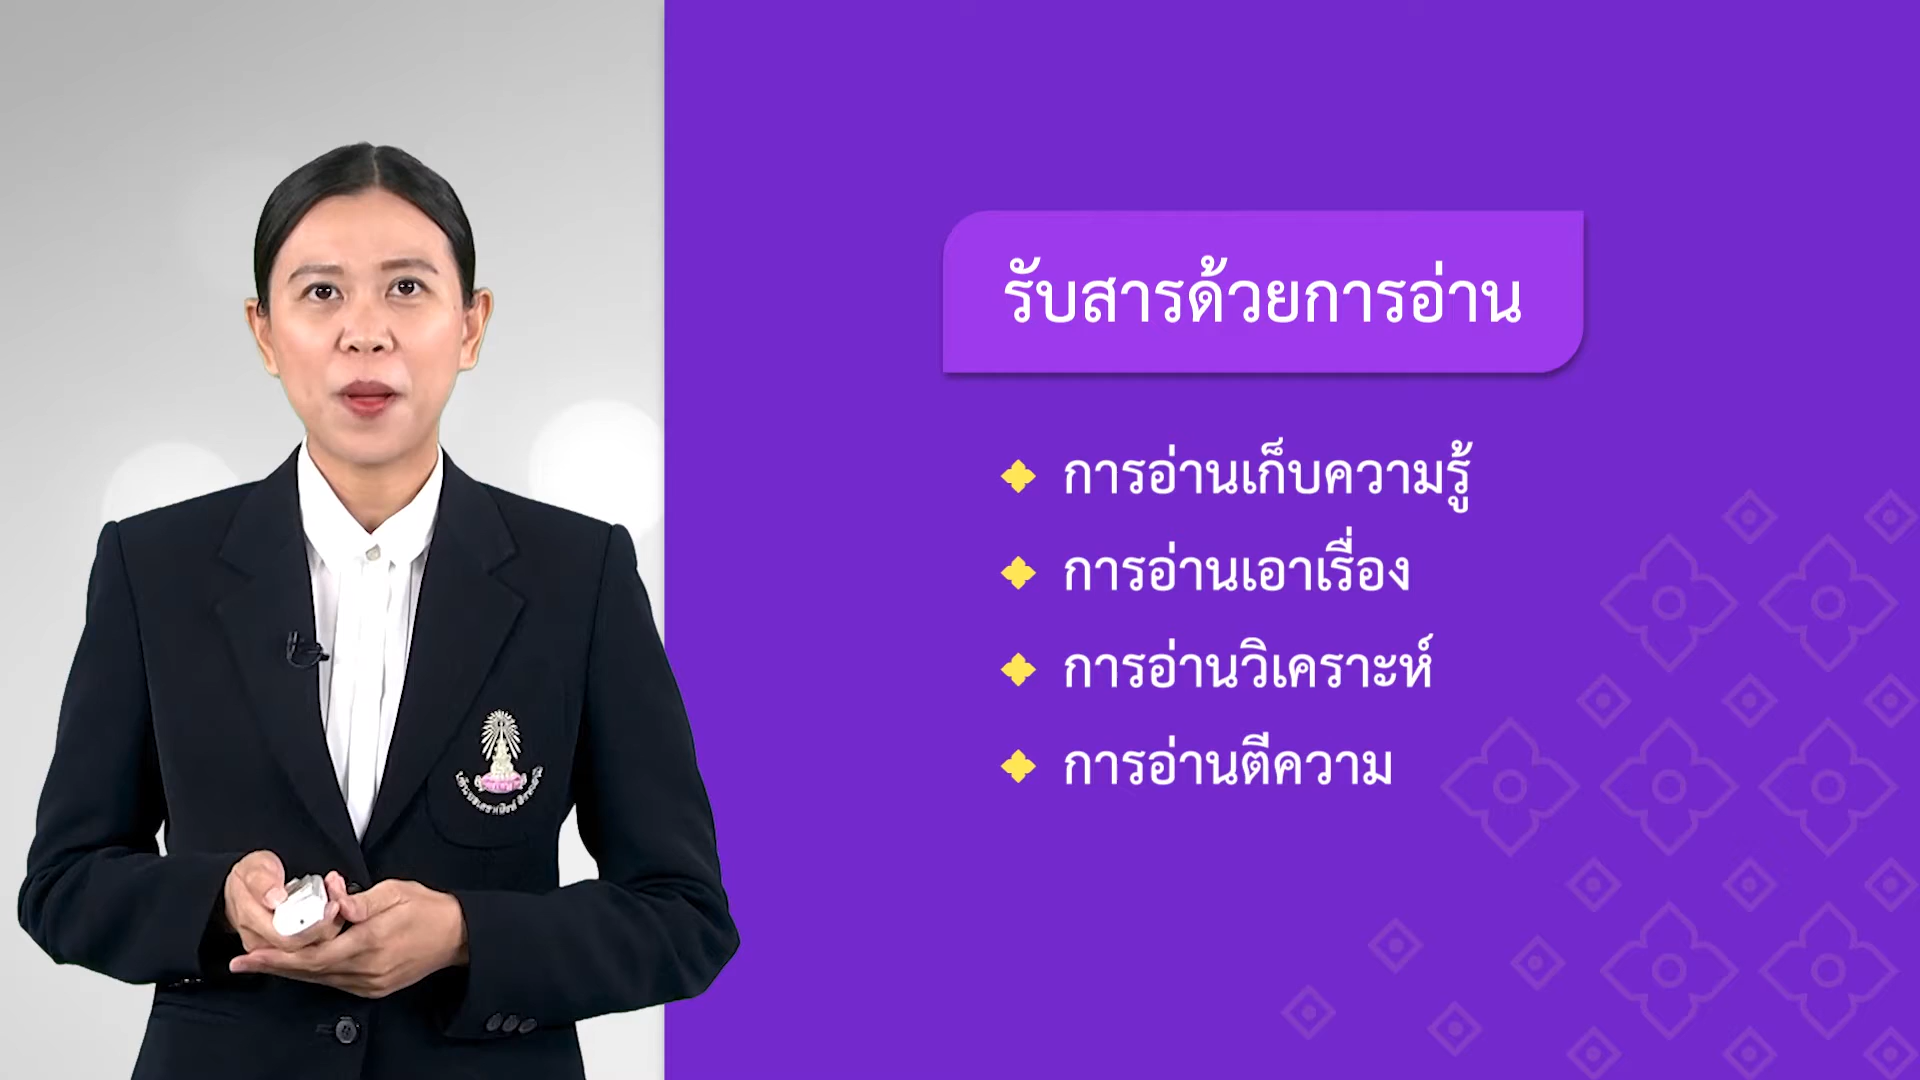 รับสารด้วยการอ่าน
การอ่านเก็บความรู้
การอ่านเอาเรื่อง
การอ่านวิเคราะห์
การอ่านตีความ